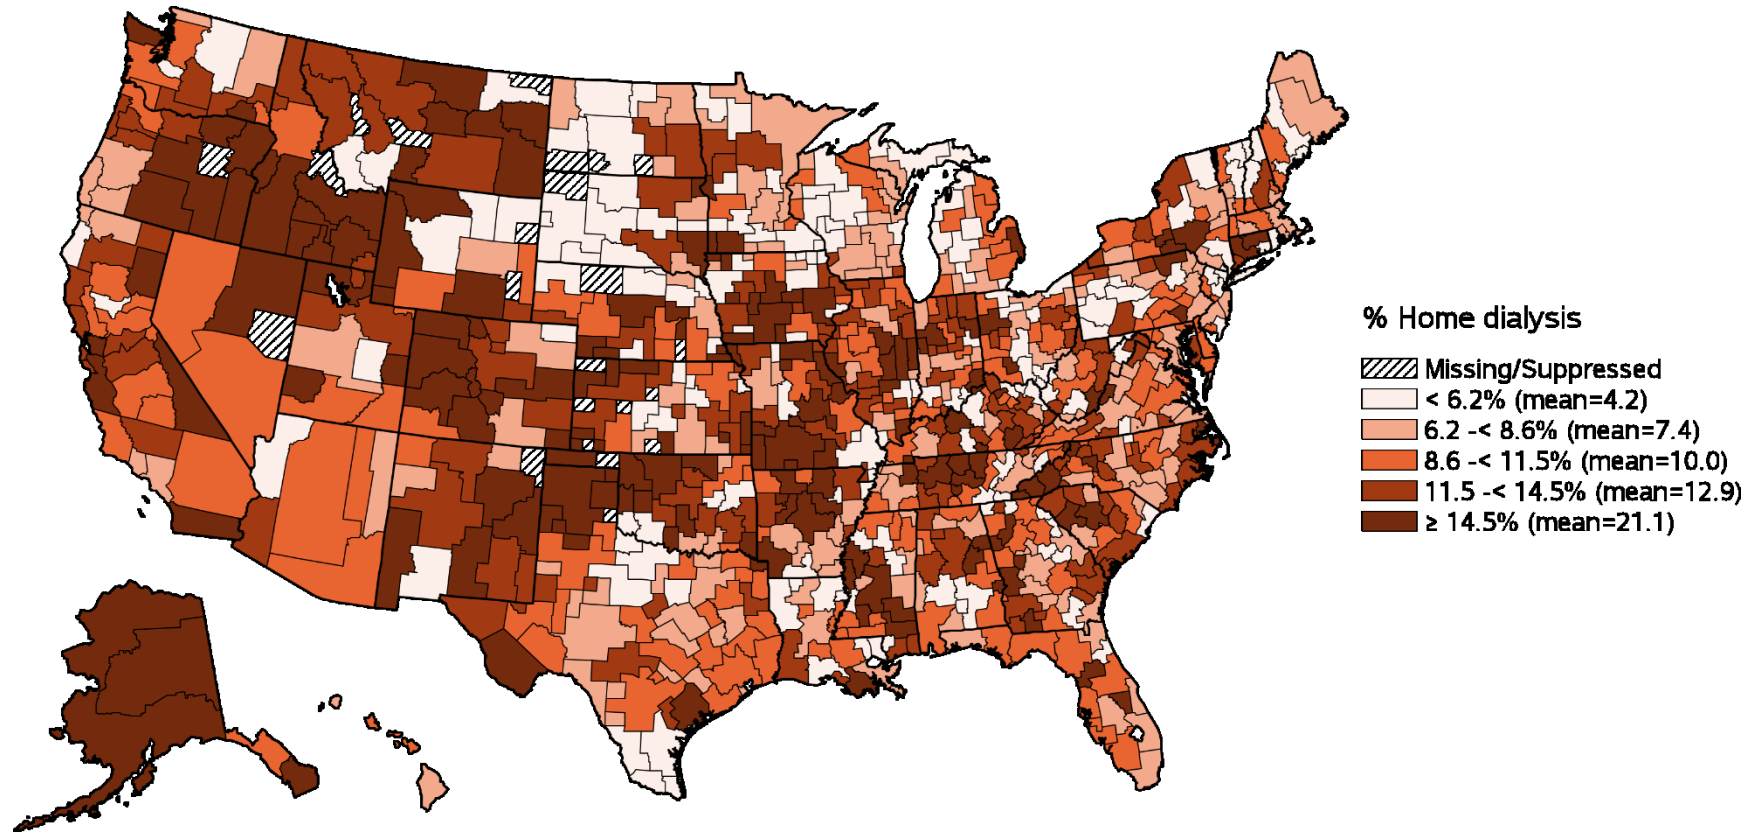 % Home dialysis
Missing/Suppressed
< 6.2% (mean=4.2)
6.2 -< 8.6% (mean=7.4)
8.6 -< 11.5% (mean=10.0)
11.5 -< 14.5% (mean=12.9)
≥ 14.5% (mean=21.1)